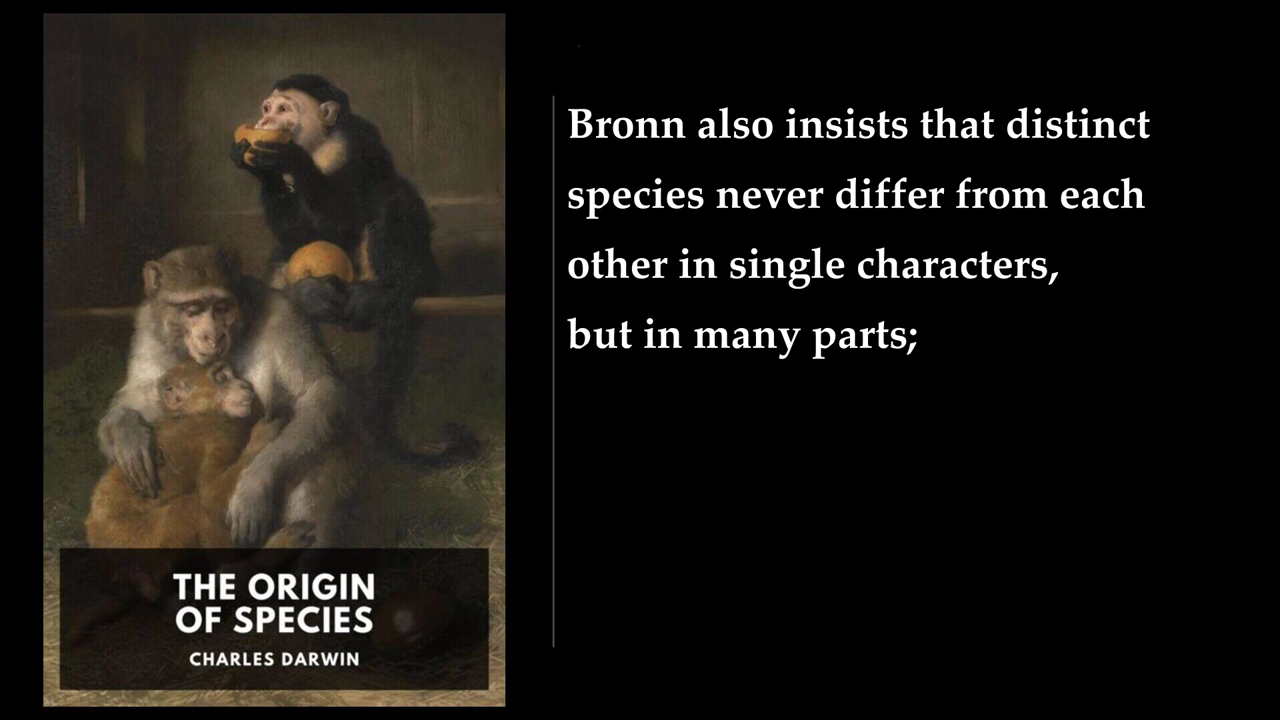 THE ORIGIN
OF SPECIES
CHARLES DARWIN
Bronn also insists that distinct
species never differ from each
other in single characters,
but in many parts;